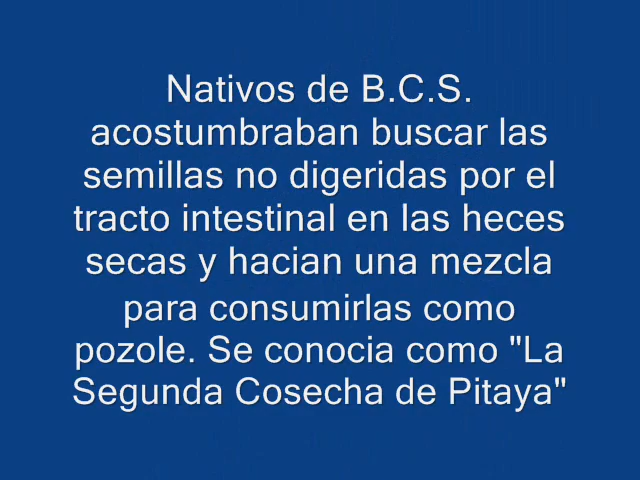 Nativos de B.C.S.
acostumbraban buscar las
semillas no digeridas por el
tracto intestinal en las heces
secas y hacian una mezcla
para consumirlas como
pozole. Se conocia como "La
Segunda Cosecha de Pitaya"